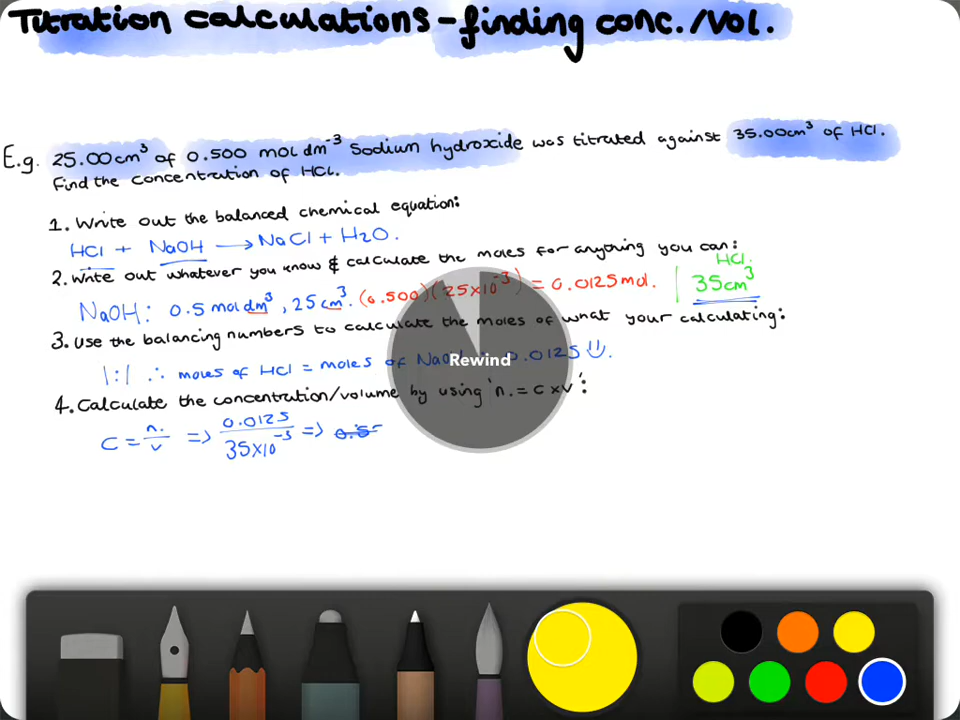 Titration calculations - finding conc./vol.
E.g. 25.00cm³ of 0.500 mol dm⁻³ Sodium hydroxide was titrated against 35.00cm³ of HCl.
Find the concentration of HCl.
1. Write out the balanced chemical equation:
HCl + NaOH → NaCl + H2O.
2. Write out whatever you know & calculate the moles for anything you can:
HCl.
NaOH: 0.5 mol dm³, 25 cm³. (0.500)(25×10⁻³) = 0.0125 mol. | 35cm³
3. Use the balancing numbers to calculate the moles of what your calculating:
1:1 ∴ moles of HCl = moles of NaOH = 0.0125
Rewind
4. Calculate the concentration/volume by using 'n. = c × v':
C = n./v => 0.0125/35×10⁻³ =>